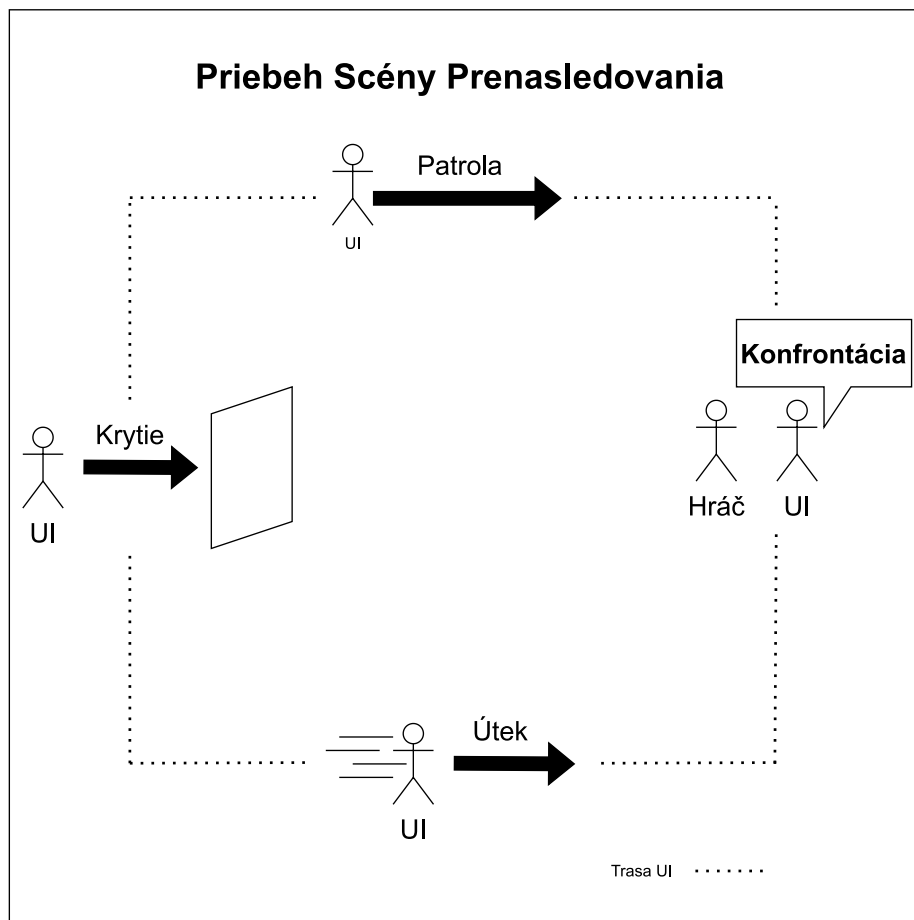 Priebeh Scény Prenasledovania
Patrola
UI
Konfrontácia
Krytie
UI
Hráč
UI
Útek
UI
Trasa UI